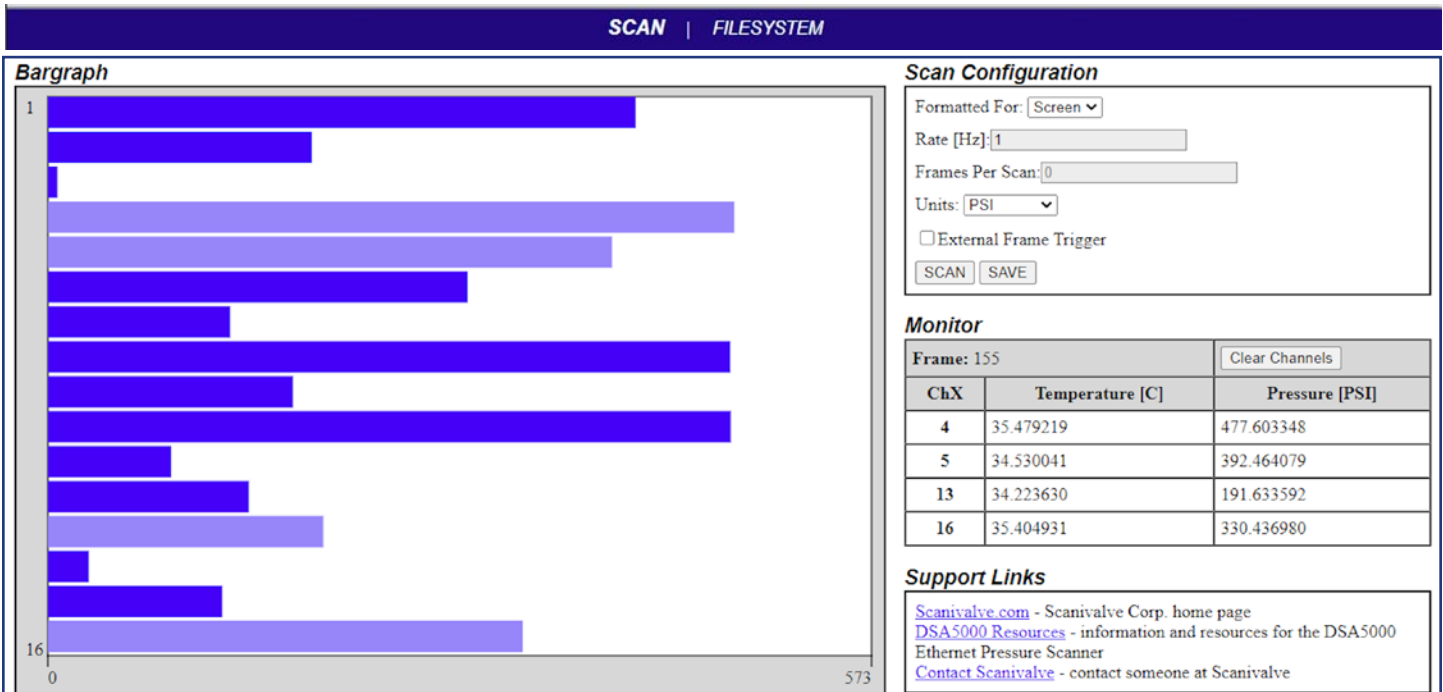 SCAN | FILESYSTEM
Bargraph
1
16
0 573
Scan Configuration
Formatted For: Screen
Rate [Hz]: 1
Frames Per Scan: 0
Units: PSI
External Frame Trigger
SCAN SAVE
Monitor
Frame: 155 Clear Channels
ChX Temperature [C] Pressure [PSI]
4 35.479219 477.603348
5 34.530041 392.464079
13 34.223630 191.633592
16 35.404931 330.436980
Support Links
Scanivalve.com - Scanivalve Corp. home page
DSA5000 Resources - information and resources for the DSA5000
Ethernet Pressure Scanner
Contact Scanivalve - contact someone at Scanivalve